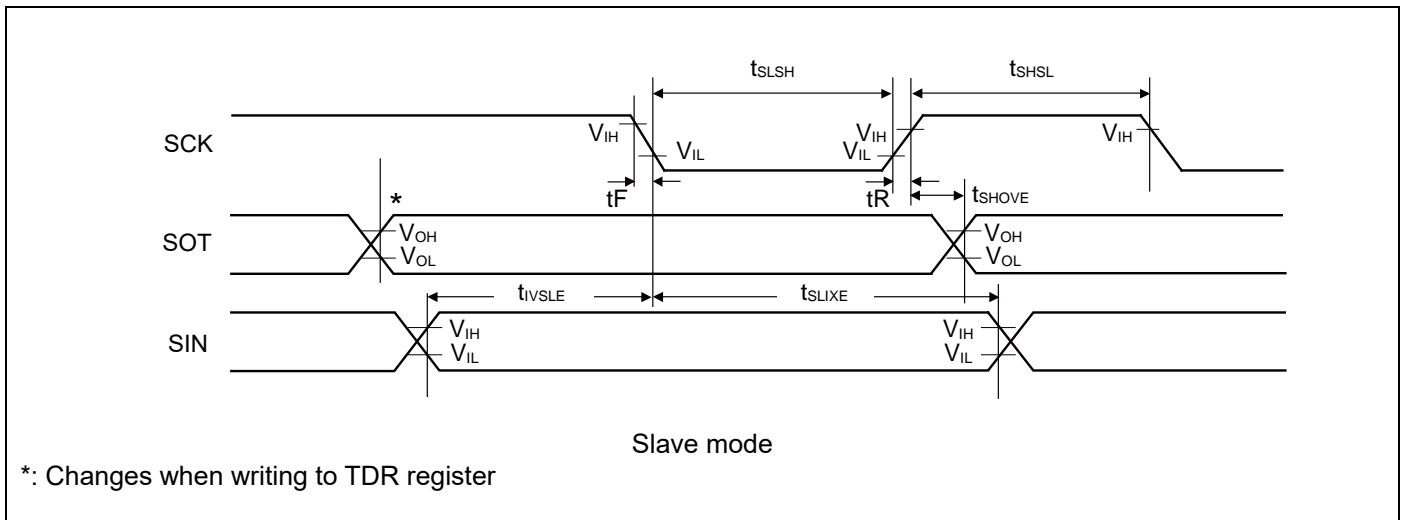 tSLSH tSHSL
SCK VIH VIL VIH VIL VIH
tF tR tSHOVE
*
SOT VOH VOH
VOL VOL
tIVSLE tSLIXE
SIN VIH VIH
VIL VIL
Slave mode
*: Changes when writing to TDR register